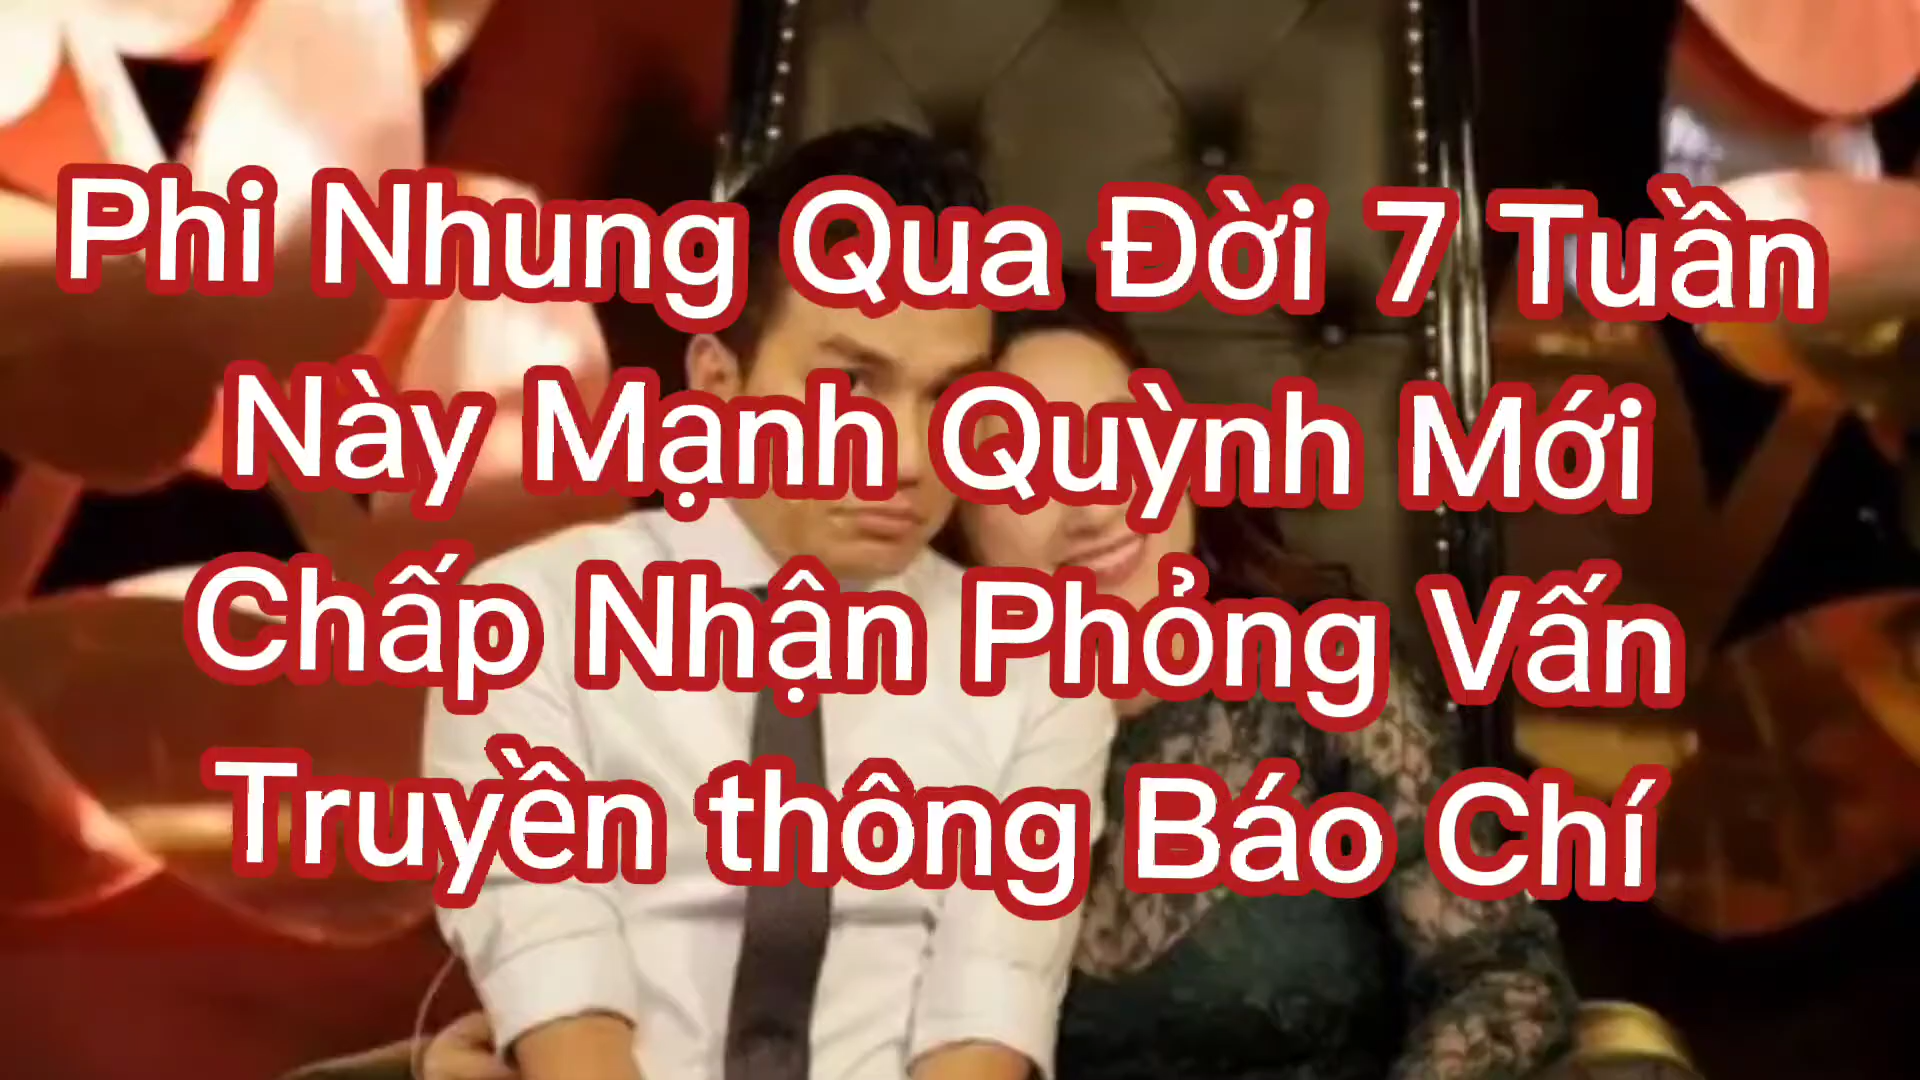 Phi Nhung Qua Đời 7 Tuần
Này Mạnh Quỳnh Mới
Chấp Nhận Phỏng Vấn
Truyền thông Báo Chí